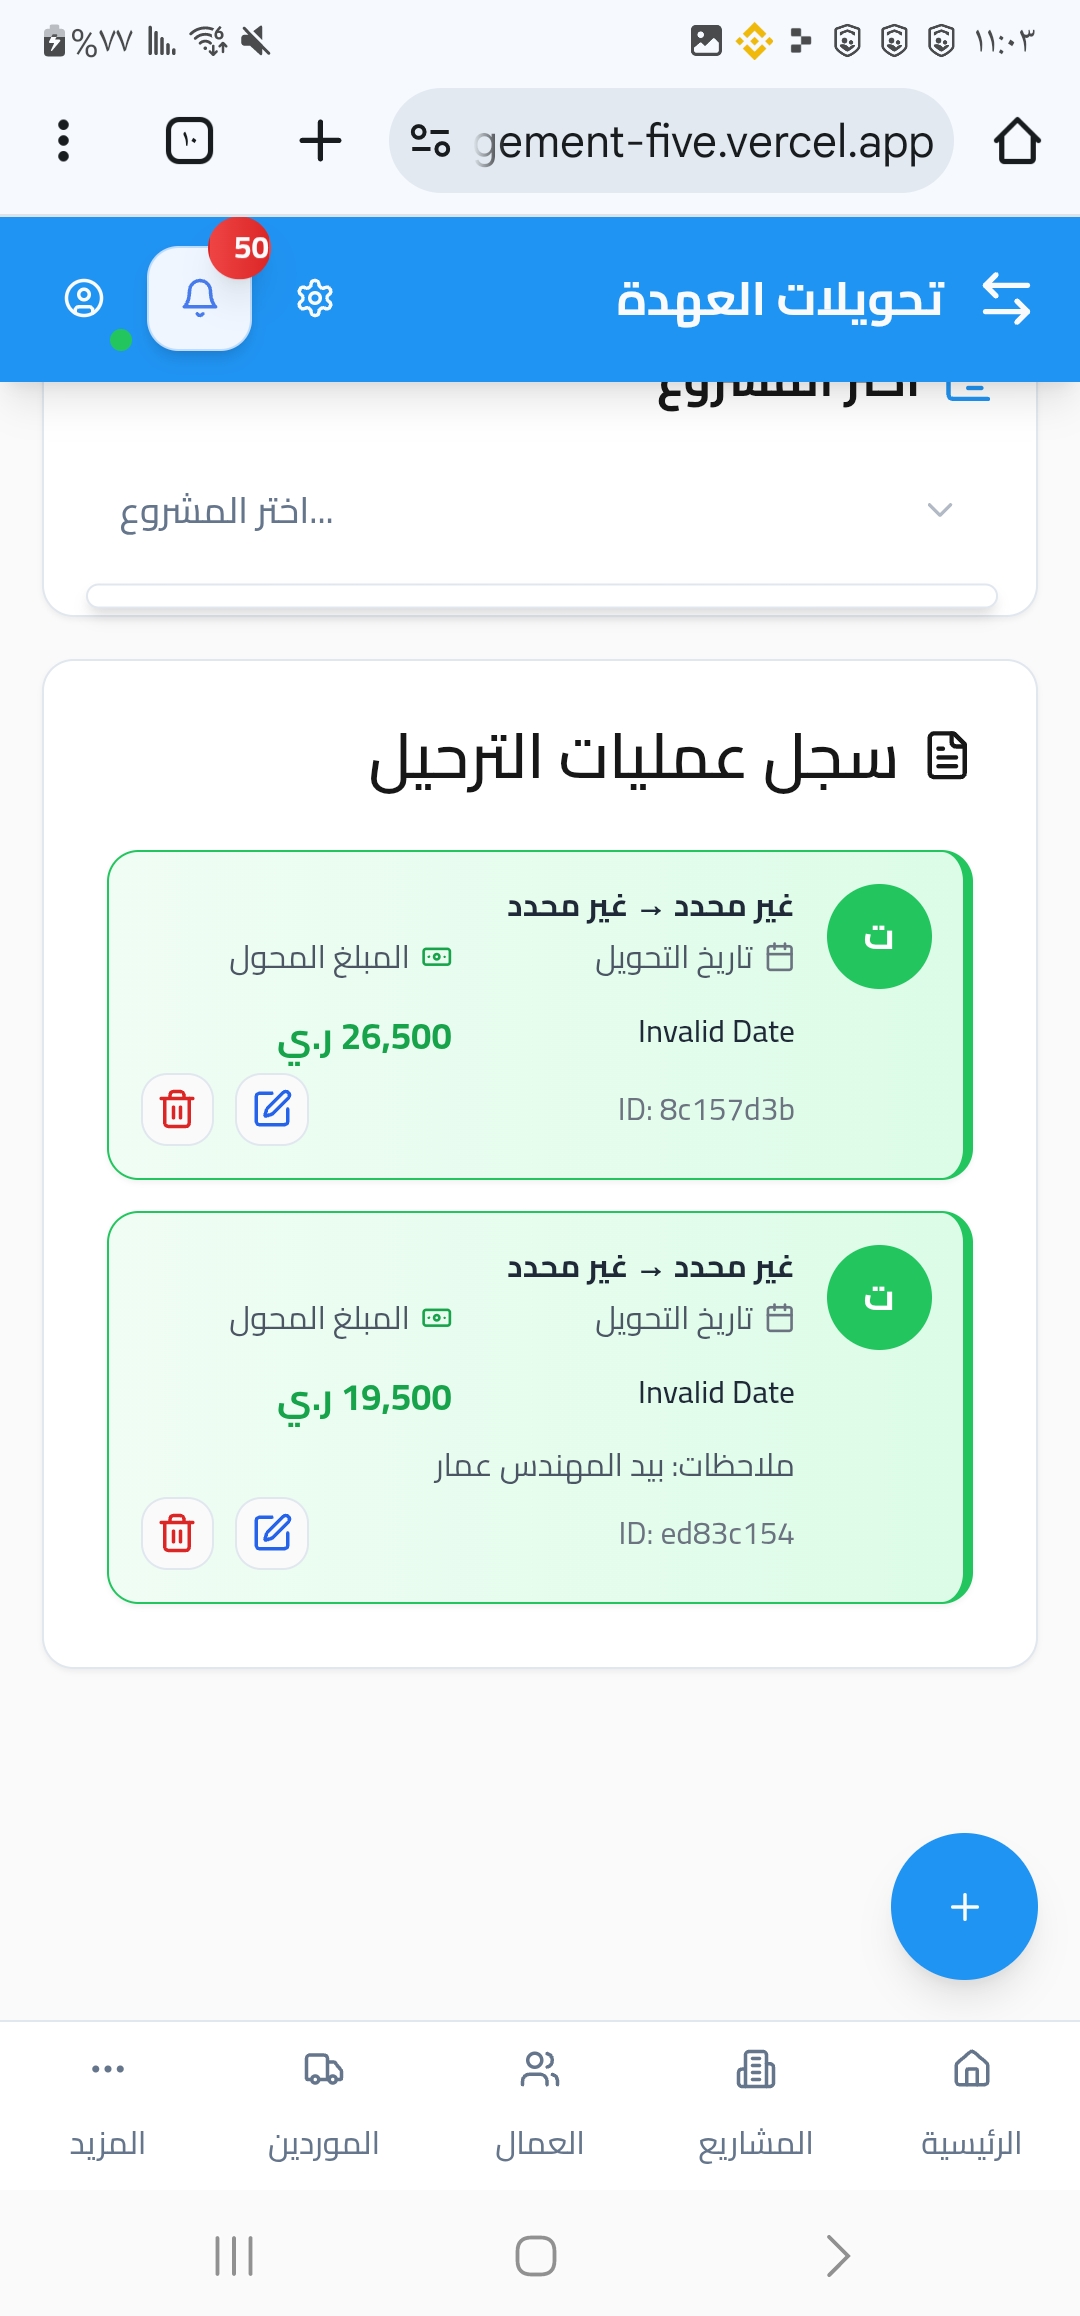 ١١:٠٣
%٧٧
6
١٠
gement-five.vercel.app
تحويلات العهدة
50
اختر المشروع
اختر المشروع...
سجل عمليات الترحيل
ت
غير محدد → غير محدد
تاريخ التحويل
المبلغ المحول
Invalid Date
26,500 ر.ي
ID: 8c157d3b
ت
غير محدد → غير محدد
تاريخ التحويل
المبلغ المحول
Invalid Date
19,500 ر.ي
ملاحظات: بيد المهندس عمار
ID: ed83c154
الرئيسية
المشاريع
العمال
الموردين
المزيد